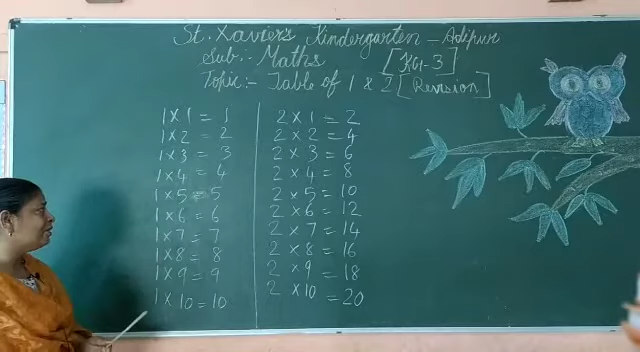 St. Xavier's Kindergarten - Adipur
Sub:- Maths [KG-3]
Topic:- Table of 1 & 2 [Revision]
1 x 1 = 1
1 x 2 = 2
1 x 3 = 3
1 x 4 = 4
1 x 5 = 5
1 x 6 = 6
1 x 7 = 7
1 x 8 = 8
1 x 9 = 9
1 x 10 = 10
2 x 1 = 2
2 x 2 = 4
2 x 3 = 6
2 x 4 = 8
2 x 5 = 10
2 x 6 = 12
2 x 7 = 14
2 x 8 = 16
2 x 9 = 18
2 x 10 = 20